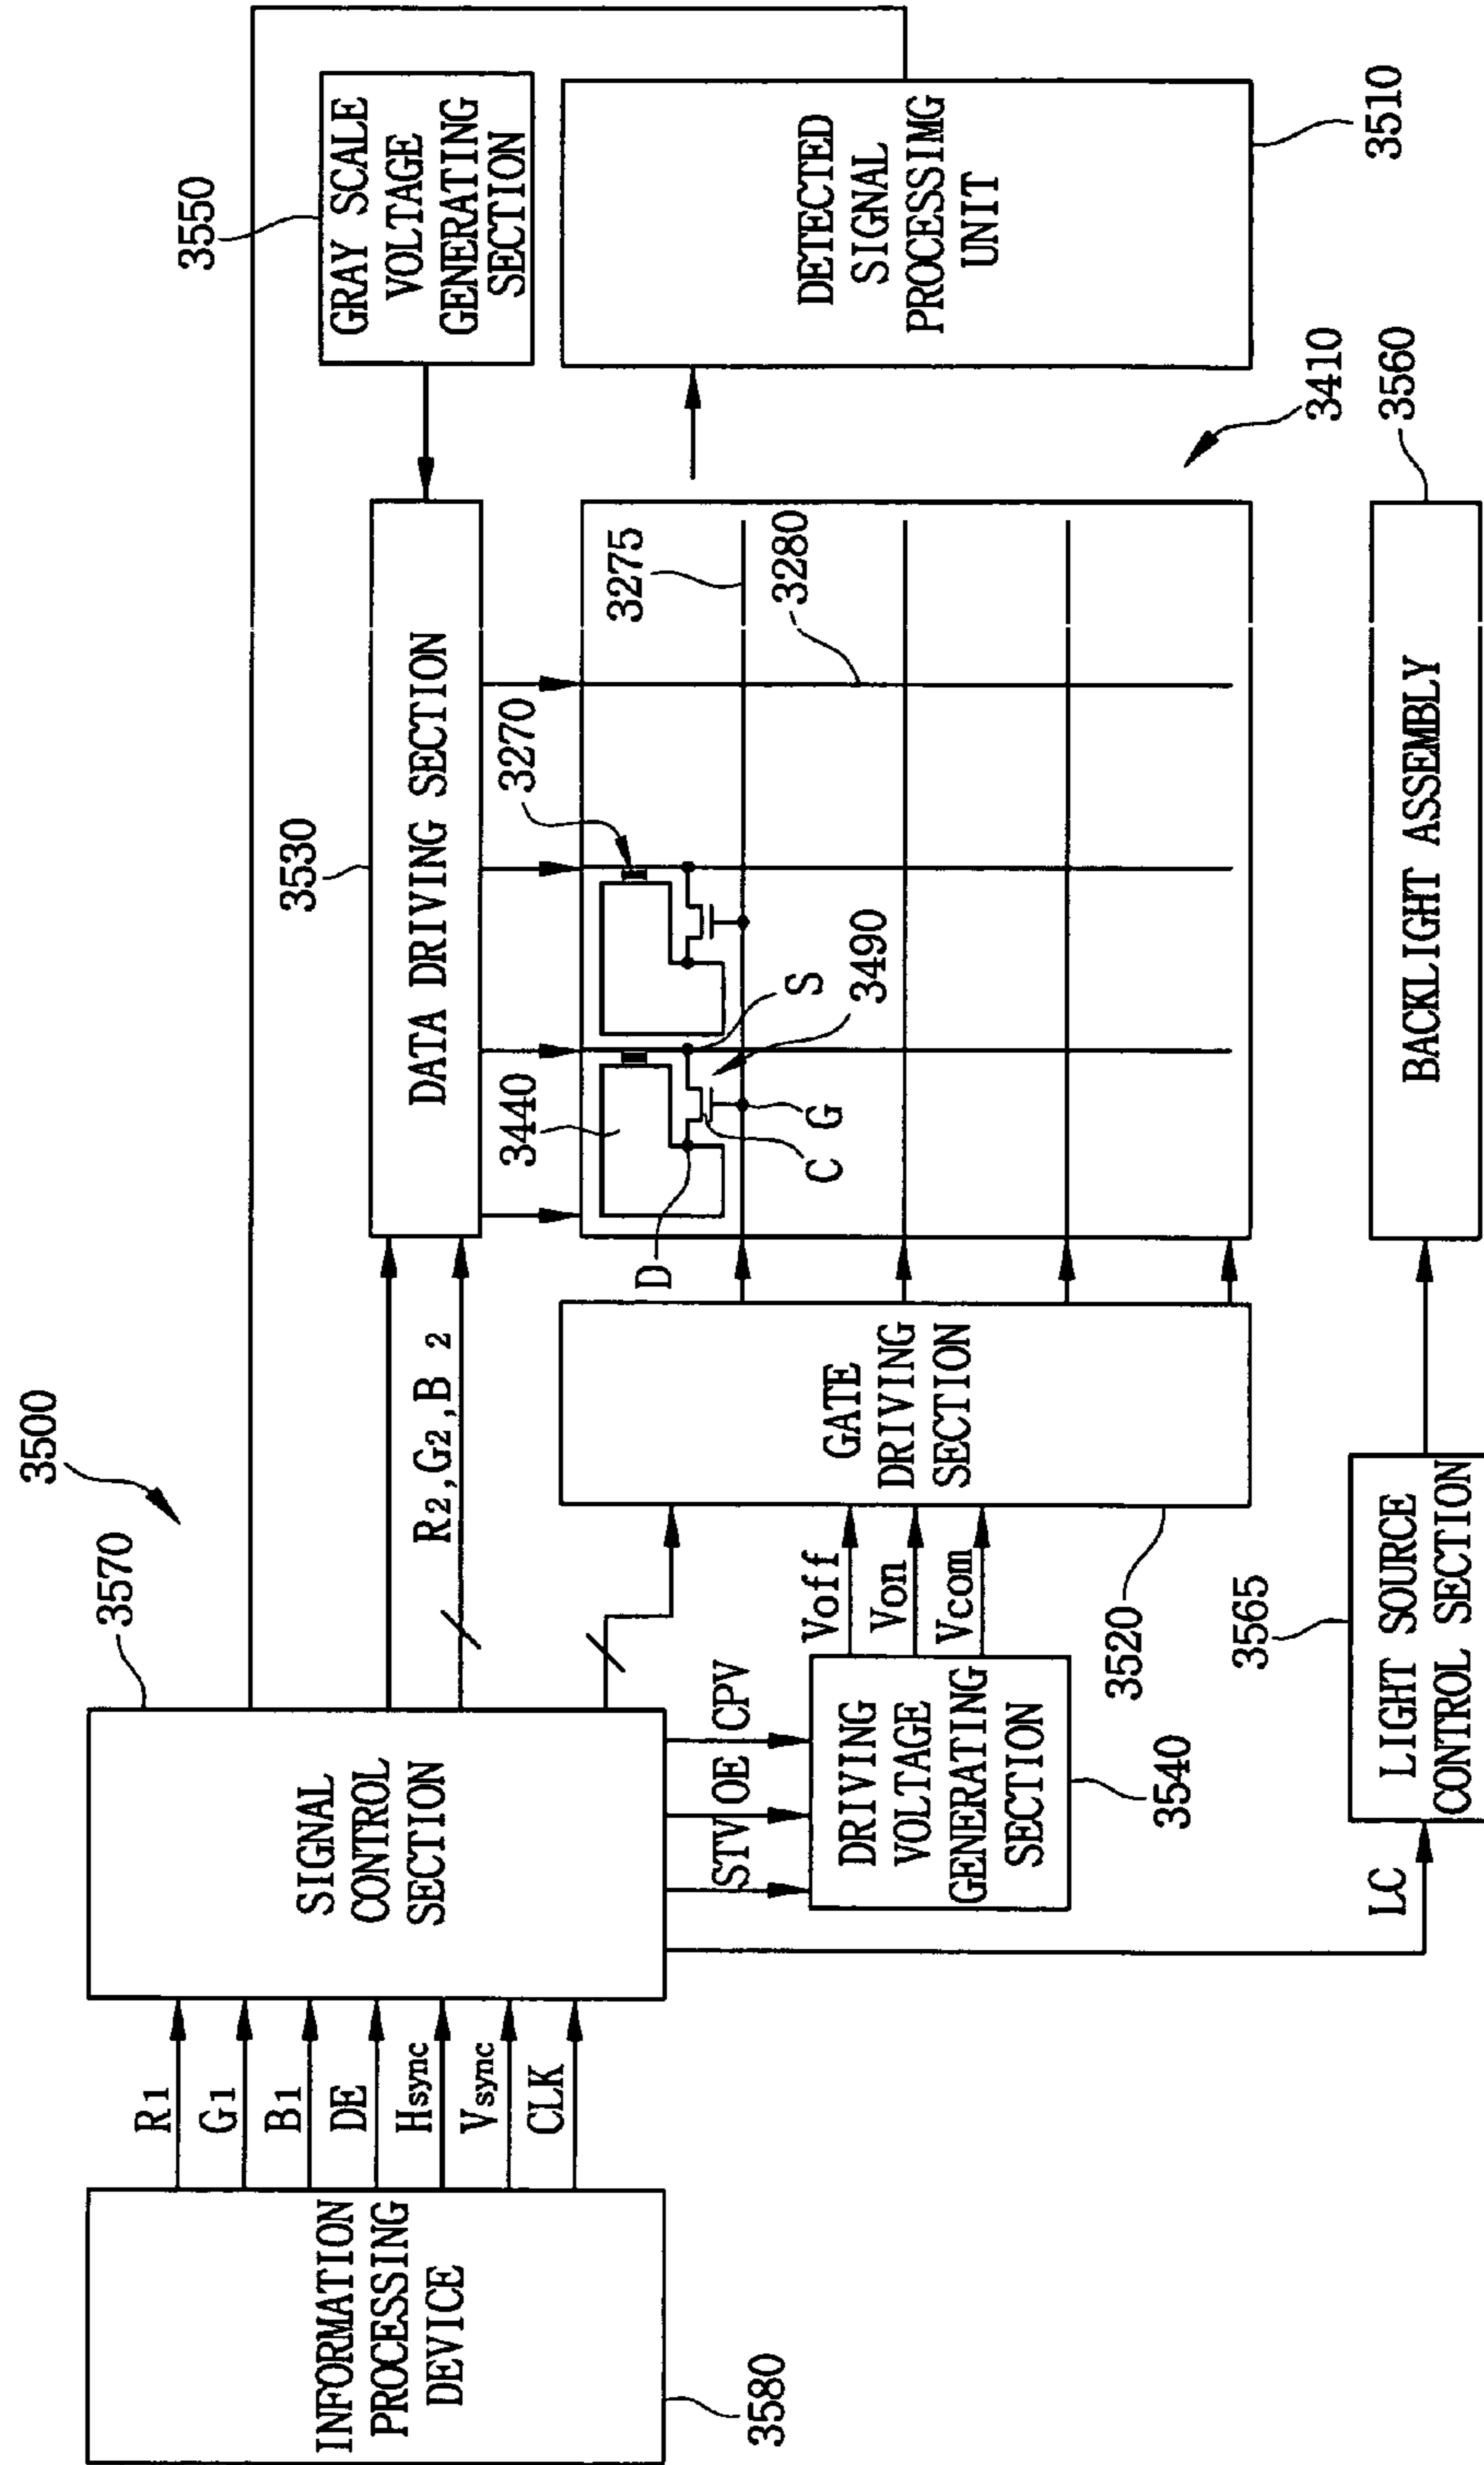 3500
3580
INFORMATION
PROCESSING
DEVICE
R1
G1
B1
DE
Hsync
Vsync
CLK
3570
SIGNAL
CONTROL
SECTION
R2,G2,B 2
STV
OE
CPV
LC
DRIVING
VOLTAGE
GENERATING
SECTION
3540
Voff
Von
Vcom
GATE
DRIVING
SECTION
3520
3530
DATA DRIVING SECTION
3550
GRAY SCALE
VOLTAGE
GENERATING
SECTION
3440
3270
D
S
C
G
3490
3275
3280
3410
DETECTED
SIGNAL
PROCESSIMG
UNIT
3510
3565
LIGHT SOURCE
CONTROL SECTION
BACKLIGHT ASSEMBLY
3560